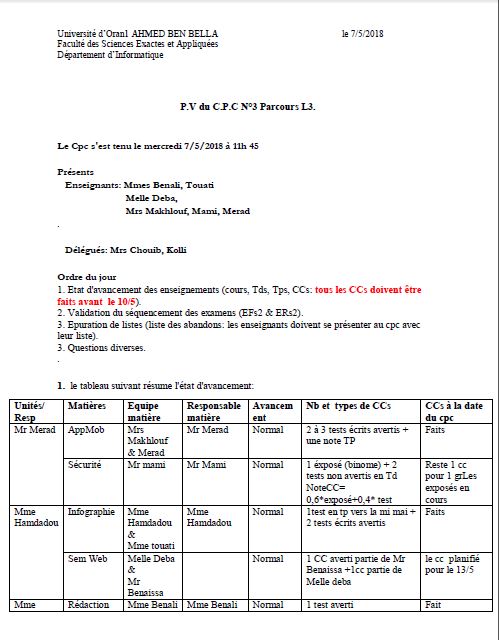 Université d'Oran1 AHMED BEN BELLA le 7/5/2018
Faculté des Sciences Exactes et Appliquées
Département d'Informatique
P.V du C.P.C N°3 Parcours L3.
Le Cpc s'est tenu le mercredi 7/5/2018 à 11h 45
Présents
Enseignants: Mmes Benali, Touati
Melle Deba,
Mrs Makhlouf, Mami, Merad
.
Délégués: Mrs Chouib, Kolli
Ordre du jour
1. Etat d'avancement des enseignements (cours, Tds, Tps, CCs: tous les CCs doivent être
faits avant le 10/5).
2. Validation du séquencement des examens (EFs2 & ERs2).
3. Epuration de listes (liste des abandons: les enseignants doivent se présenter au cpc avec
leur liste).
3. Questions diverses.
.
1. le tableau suivant résume l'état d'avancement:
Unités/ Matières Equipe Responsable Avancem Nb et types de CCs CCs à la date
Resp matière matière ent du cpc
Mr Merad AppMob Mrs Mr Merad Normal 2 à 3 tests écrits avertis + Faits
Makhlouf une note TP
& Merad
Sécurité Mr mami Mr Mami Normal 1 éxposé (binome) + 2 Reste 1 cc
tests non avertis en Td pour 1 grLes
NoteCC= exposés en
0,6*exposé+0,4* test cours
Mme Infographie Mme Mme Normal 1test en tp vers la mi mai + Faits
Hamdadou Hamdadou Hamdadou 2 tests écrits avertis
&
Mme touati
Sem Web Melle Deba Normal 1 CC averti partie de Mr le cc planifié
& Benaissa +1cc partie de pour le 13/5
Mr Melle deba
Benaissa
Mme Rédaction Mme Benali Mme Benali Normal 1 test averti Fait